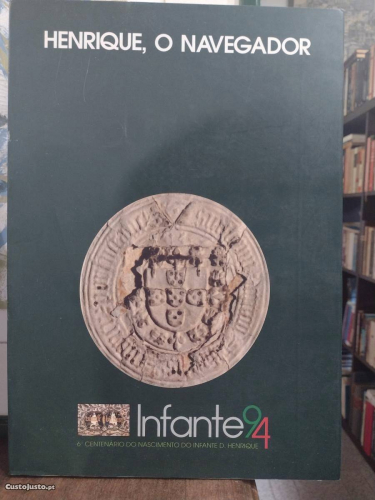 HENRIQUE, O NAVEGADOR
Infante94
6º CENTENÁRIO DO NASCIMENTO DO INFANTE D. HENRIQUE
CustoJusto.pt